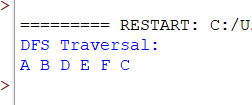 >
========= RESTART: C:/U
DFS Traversal:
A B D E F C
>